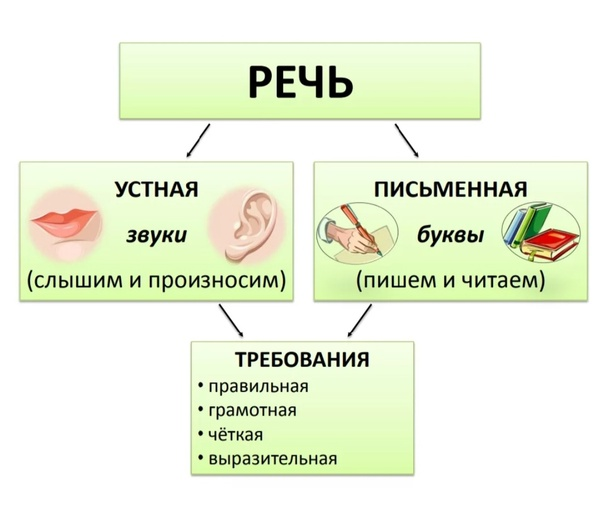 РЕЧЬ
УСТНАЯ
звуки
(слышим и произносим)
ПИСЬМЕННАЯ
буквы
(пишем и читаем)
ТРЕБОВАНИЯ
• правильная
• грамотная
• чёткая
• выразительная